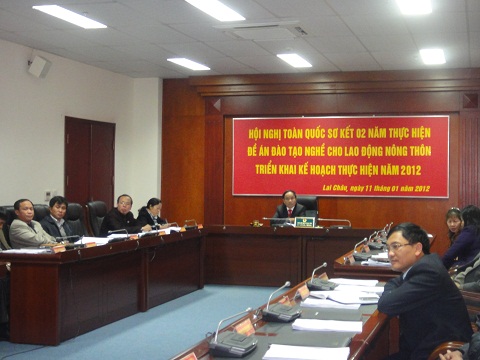 HỘI NGHỊ TOÀN QUỐC SƠ KẾT 02 NĂM THỰC HIỆN
ĐỀ ÁN ĐÀO TẠO NGHỀ CHO LAO ĐỘNG NÔNG THÔN
TRIỂN KHAI KẾ HOẠCH THỰC HIỆN NĂM 2012
Lai Châu, ngày 11 tháng 01 năm 2012